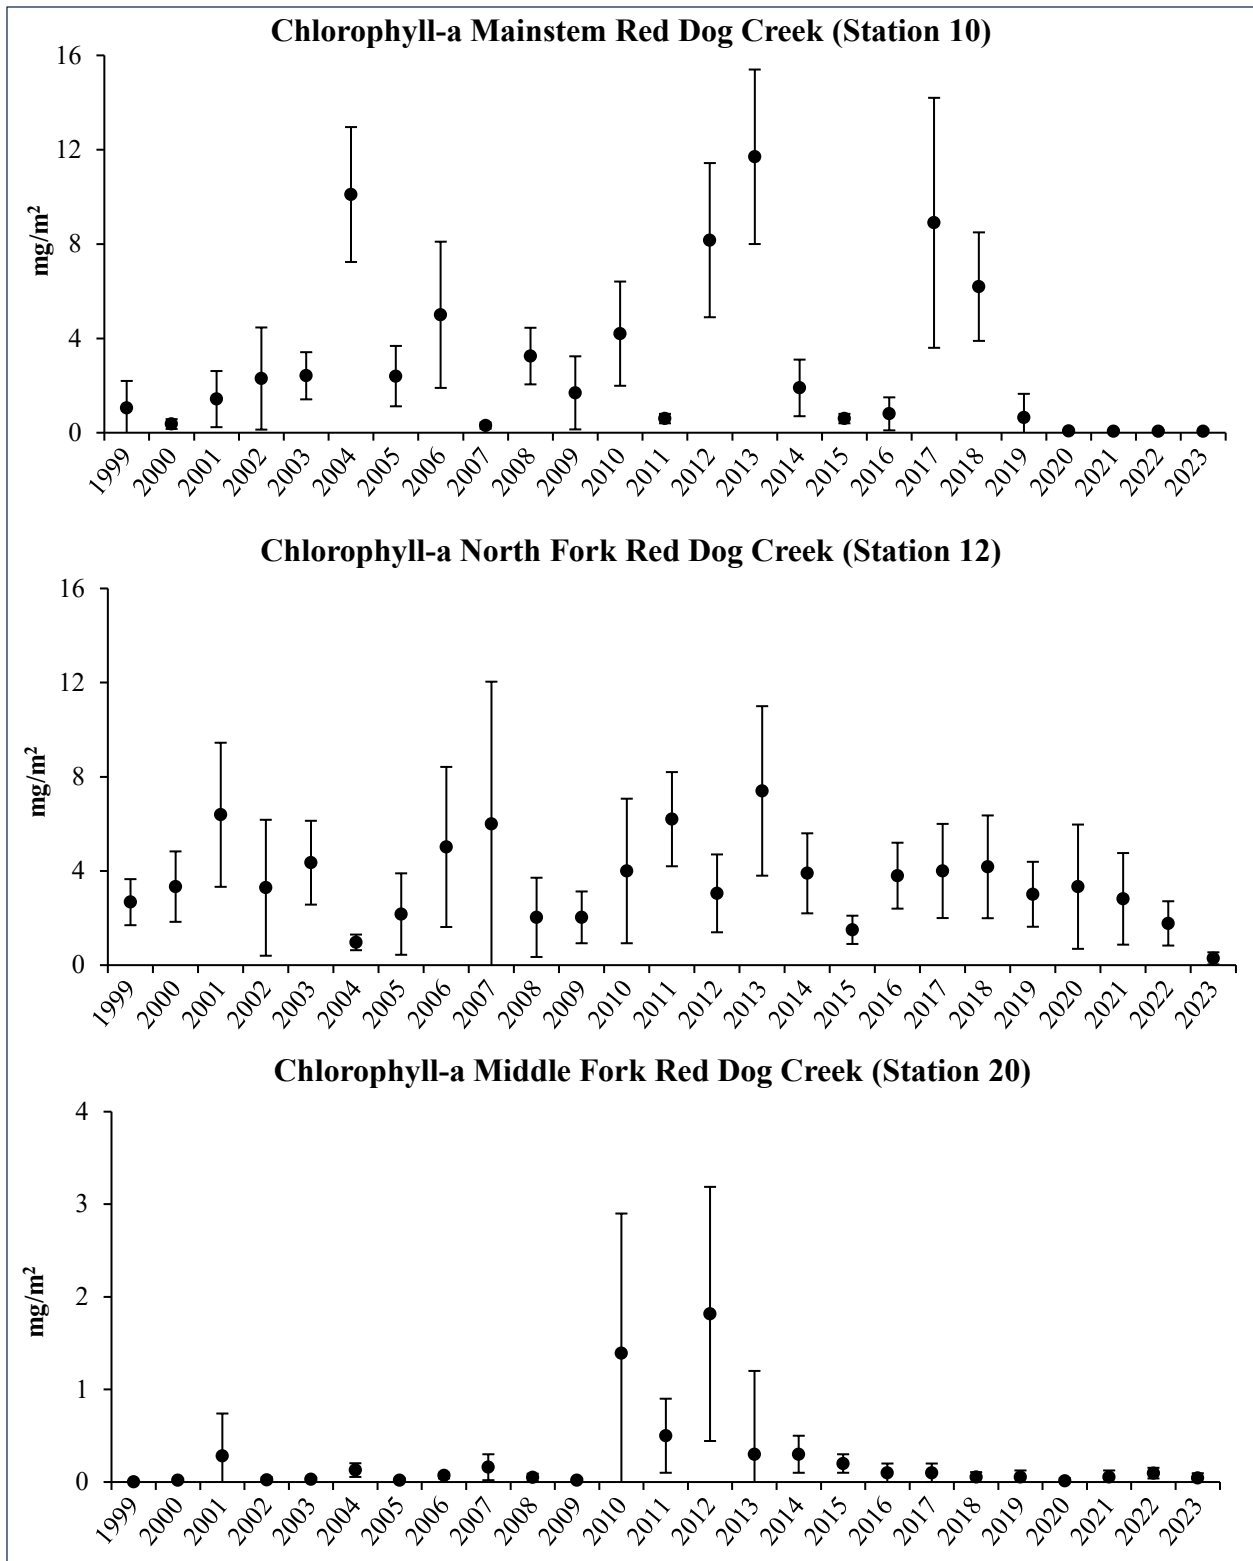 Chlorophyll-a Mainstem Red Dog Creek (Station 10)
16
12
8
4
0
mg/m²
1999 2000 2001 2002 2003 2004 2005 2006 2007 2008 2009 2010 2011 2012 2013 2014 2015 2016 2017 2018 2019 2020 2021 2022 2023
Chlorophyll-a North Fork Red Dog Creek (Station 12)
16
12
8
4
0
mg/m²
1999 2000 2001 2002 2003 2004 2005 2006 2007 2008 2009 2010 2011 2012 2013 2014 2015 2016 2017 2018 2019 2020 2021 2022 2023
Chlorophyll-a Middle Fork Red Dog Creek (Station 20)
4
3
2
1
0
mg/m²
1999 2000 2001 2002 2003 2004 2005 2006 2007 2008 2009 2010 2011 2012 2013 2014 2015 2016 2017 2018 2019 2020 2021 2022 2023